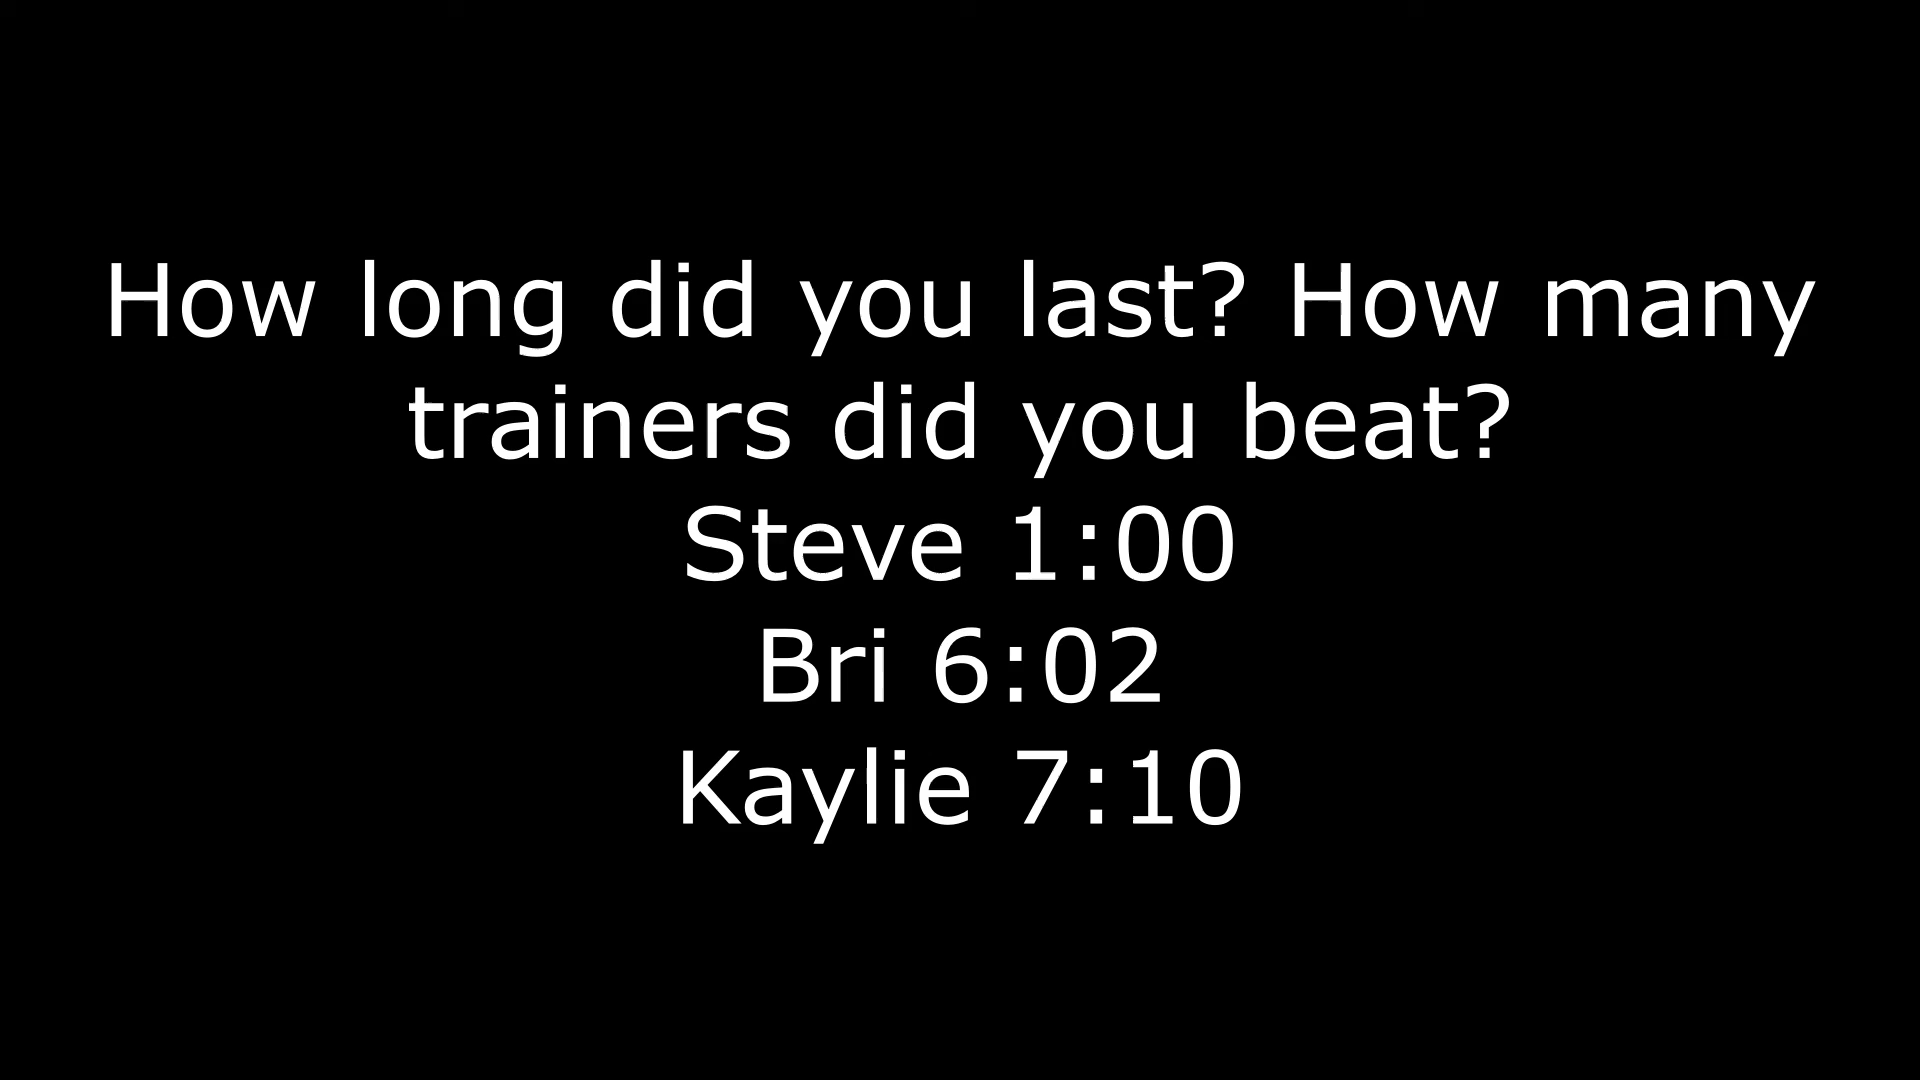 How long did you last? How many
trainers did you beat?
Steve 1:00
Bri 6:02
Kaylie 7:10